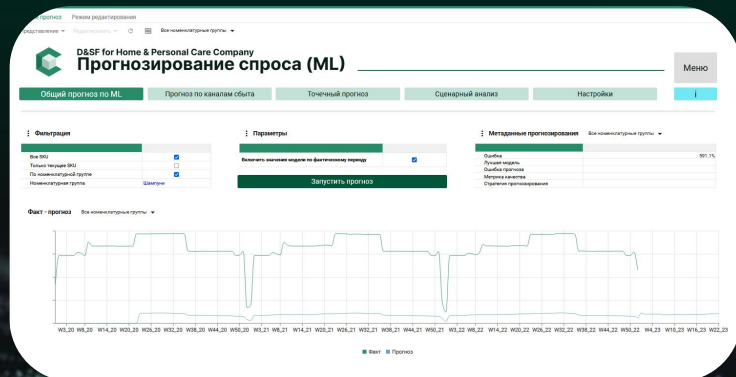 прогноз Режим редактирования
Представление Редактировать Все номенклатурные группы
D&SF for Home & Personal Care Company
Прогнозирование спроса (ML)
Меню
Общий прогноз по ML Прогноз по каналам сбыта Точечный прогноз Сценарный анализ Настройки i
Фильтрация
Все SKU
Только текущее SKU
По номенклатурной группе
Номенклатурная группа Шампуни
Параметры
Включить значения модели по фактическому периоду
Запустить прогноз
Метаданные прогнозирования Все номенклатурные группы
Ошибка 591.1%
Лучшая модель
Ошибка прогноза
Метрика качества
Стратегия прогнозирования
Факт - прогноз Все номенклатурные группы
W3_20 W8_20 W14_20 W20_20 W26_20 W32_20 W38_20 W44_20 W50_20 W3_21 W8_21 W14_21 W20_21 W26_21 W32_21 W38_21 W44_21 W50_21 W3_22 W8_22 W14_22 W20_22 W26_22 W32_22 W38_22 W44_22 W50_22 W4_23 W10_23 W16_23 W22_23
Факт Прогноз